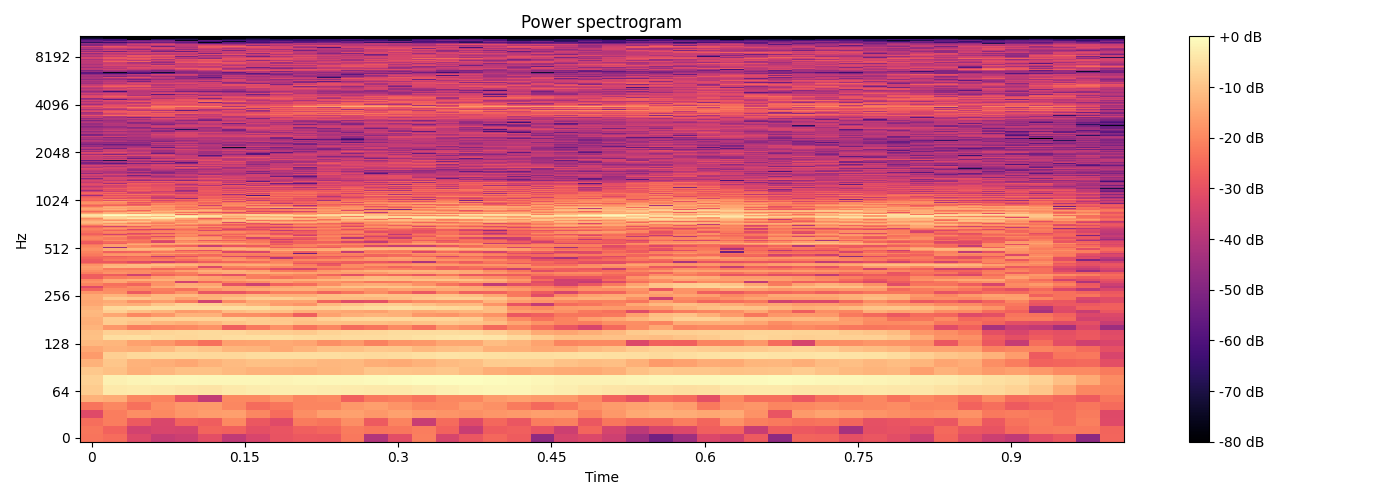 Power spectrogram
Hz
8192
4096
2048
1024
512
256
128
64
0
0 0.15 0.3 0.45 0.6 0.75 0.9
Time
+0 dB
-10 dB
-20 dB
-30 dB
-40 dB
-50 dB
-60 dB
-70 dB
-80 dB